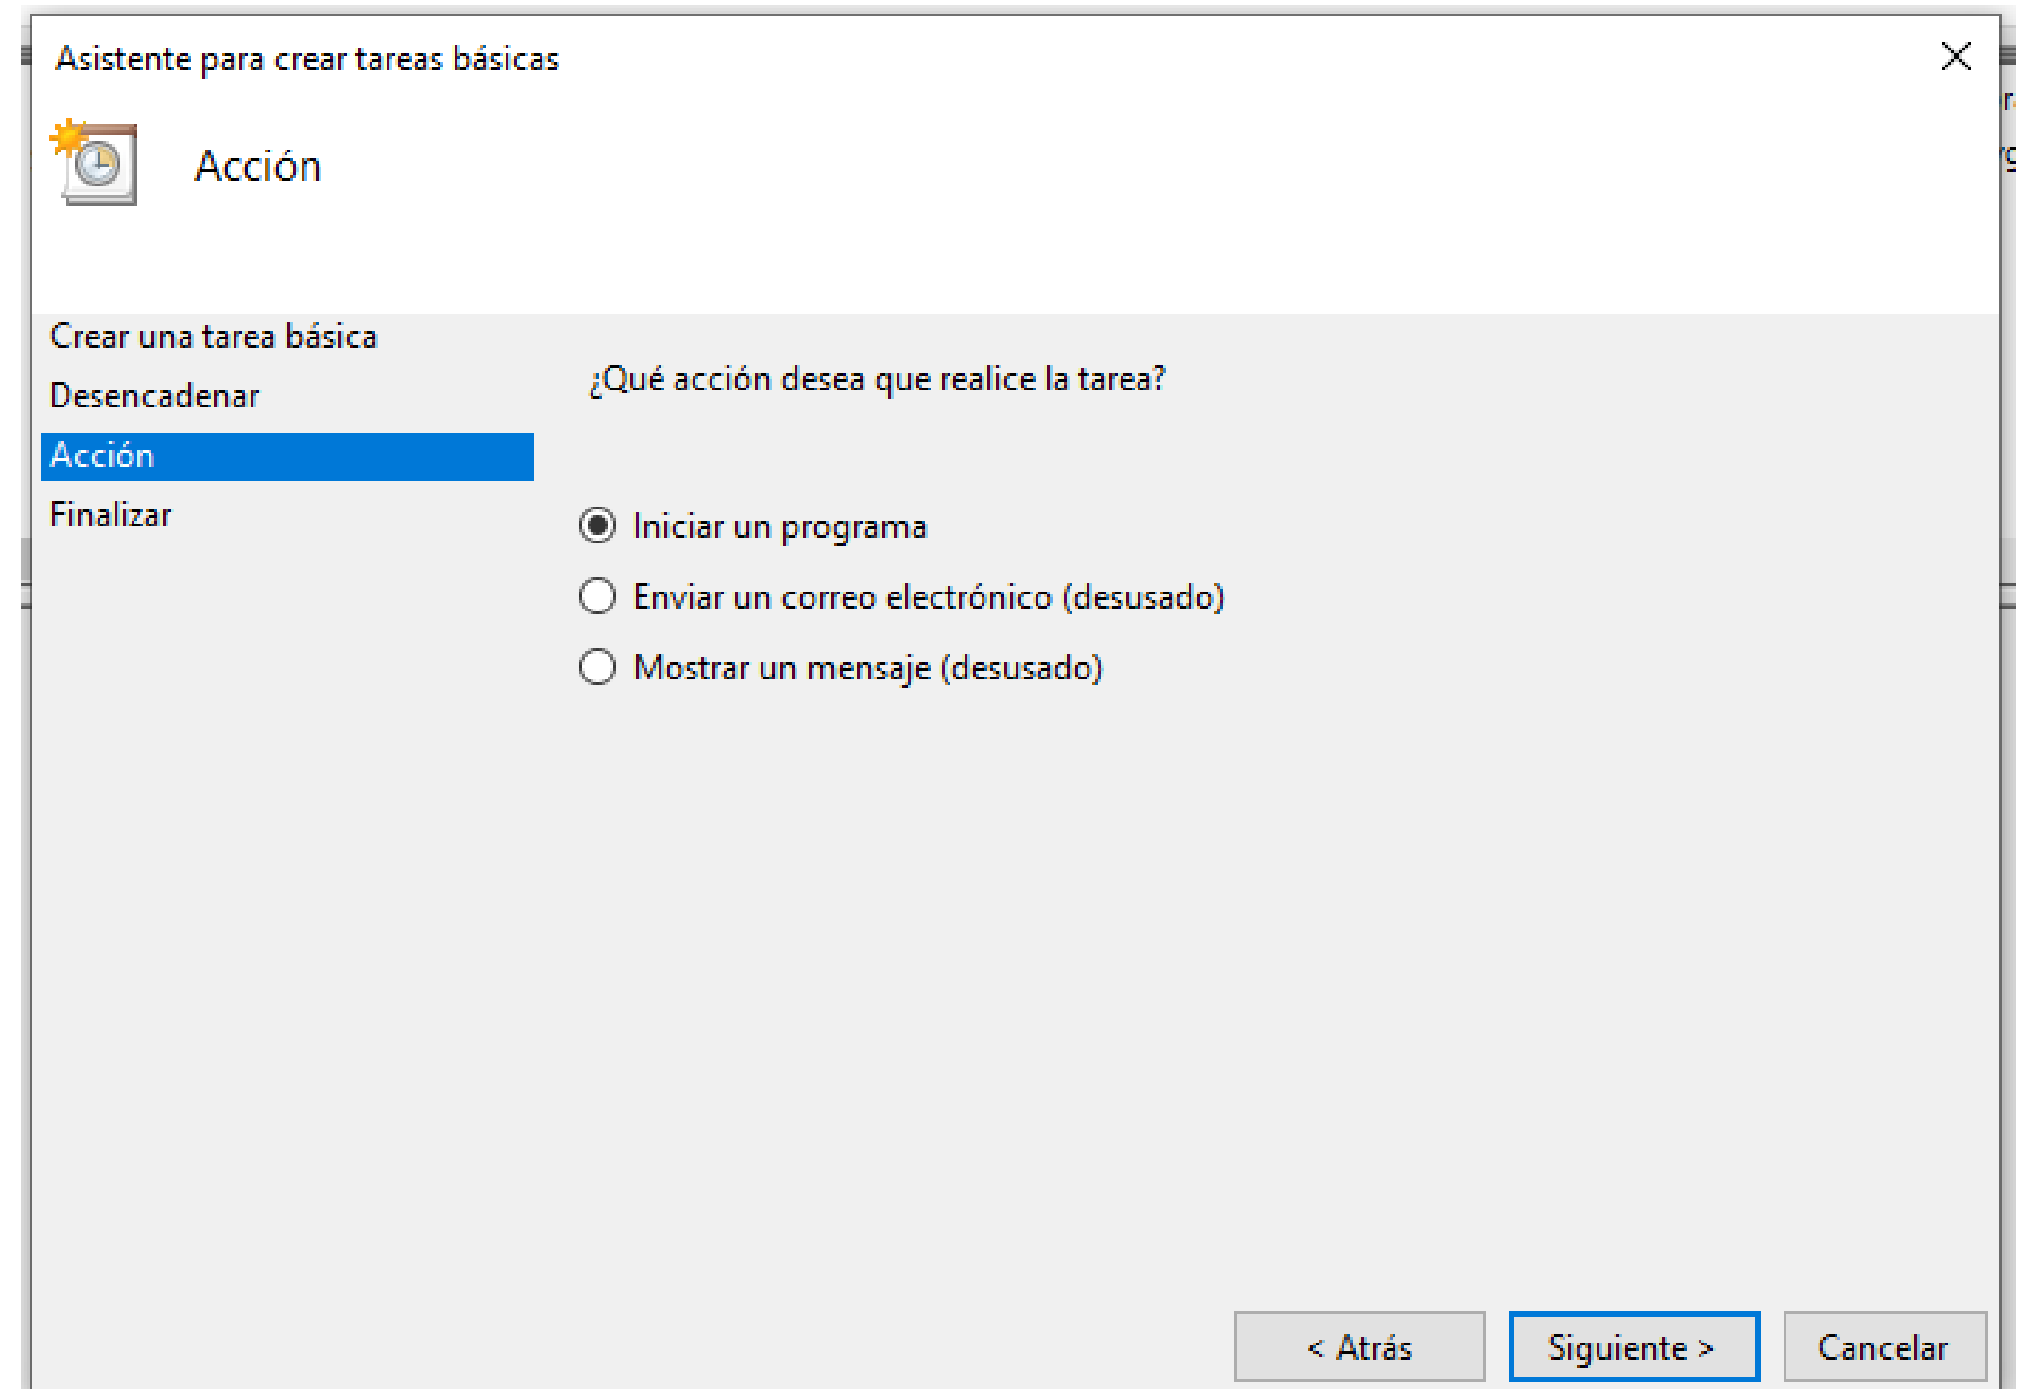 Asistente para crear tareas básicas
Acción
Crear una tarea básica
Desencadenar
Acción
Finalizar
¿Qué acción desea que realice la tarea?
Iniciar un programa
Enviar un correo electrónico (desusado)
Mostrar un mensaje (desusado)
< Atrás
Siguiente >
Cancelar